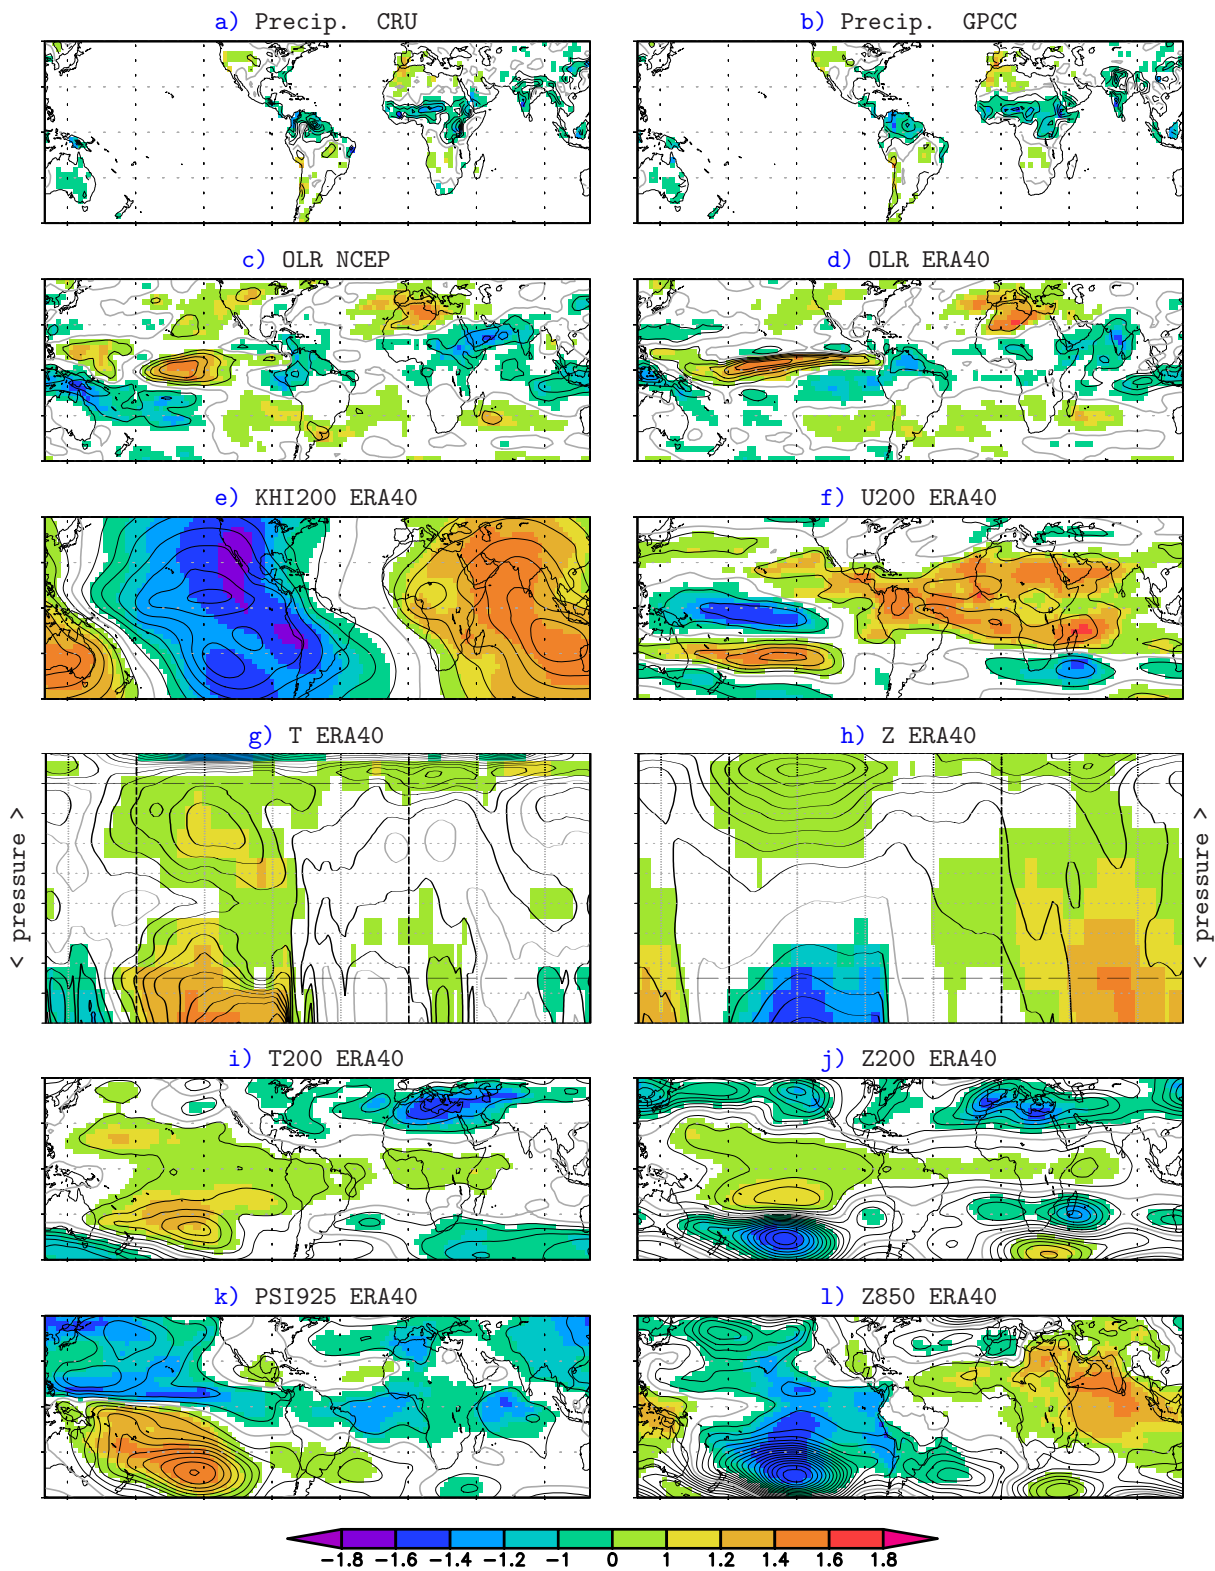 a) Precip. CRU
b) Precip. GPCC
c) OLR NCEP
d) OLR ERA40
e) KHI200 ERA40
f) U200 ERA40
g) T ERA40
h) Z ERA40
< pressure >
< pressure >
i) T200 ERA40
j) Z200 ERA40
k) PSI925 ERA40
l) Z850 ERA40
-1.8 -1.6 -1.4 -1.2 -1 0 1 1.2 1.4 1.6 1.8